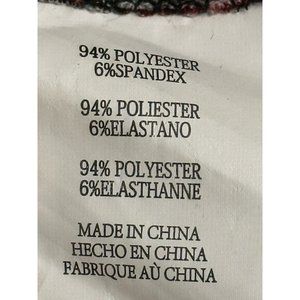 94% POLYESTER
6%SPANDEX
94% POLIESTER
6%ELASTANO
94% POLYESTER
6%ELASTHANNE
MADE IN CHINA
HECHO EN CHINA
FABRIQUE AÙ CHINA